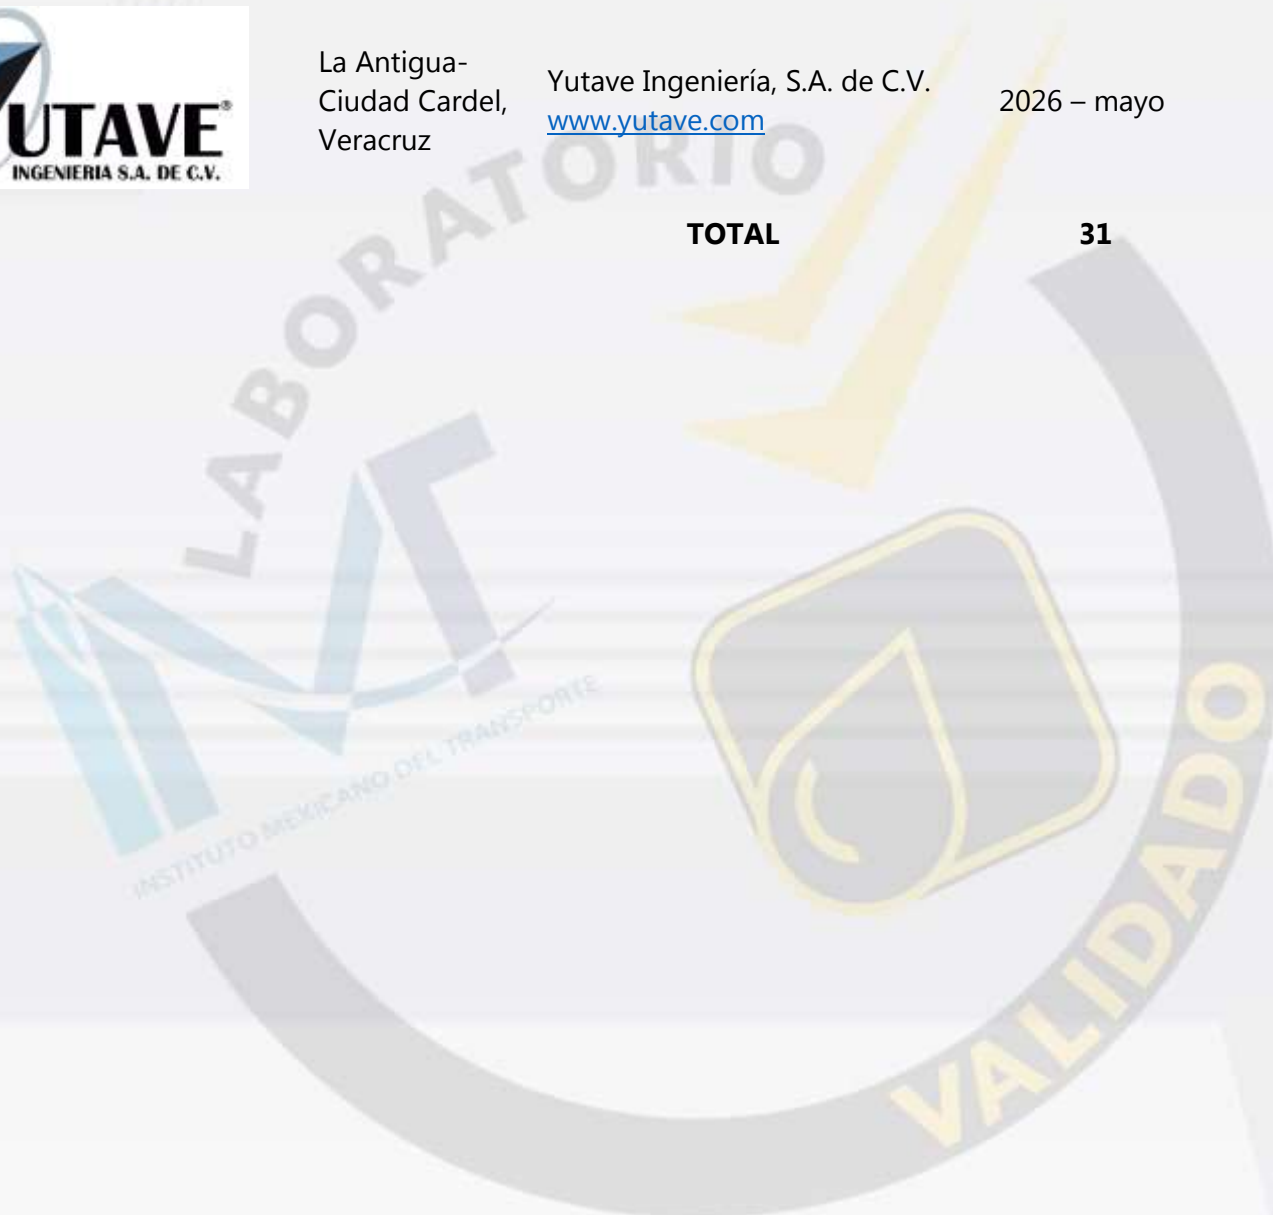 UTAVE®
INGENIERIA S.A. DE C.V.
La Antigua-
Ciudad Cardel,
Veracruz
Yutave Ingeniería, S.A. de C.V.
www.yutave.com
2026 – mayo
TOTAL 31
LABORATORIO
INSTITUTO MEXICANO DEL TRANSPORTE
VALIDADO